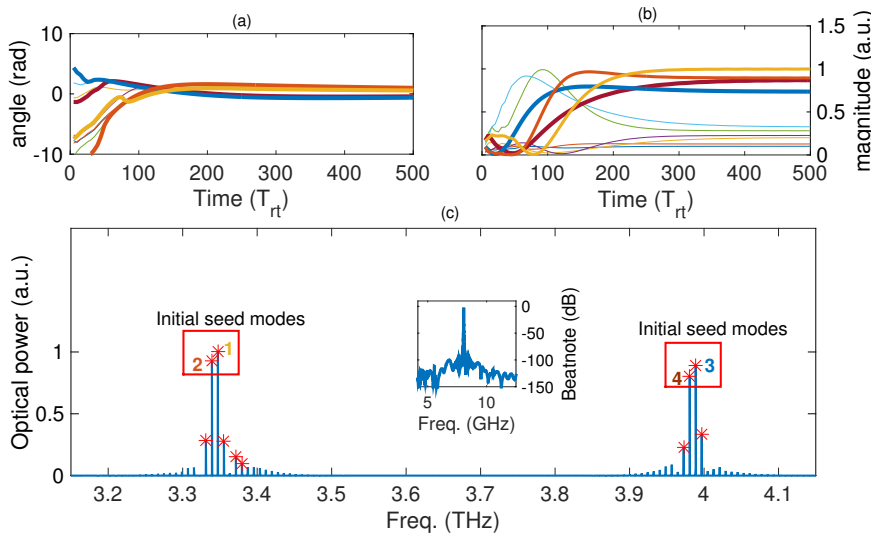 (a)
10
0
-10
angle (rad)
0 100 200 300 400 500
Time (T_rt)
(b)
1.5
1
0.5
0
magnitude (a.u.)
0 100 200 300 400 500
Time (T_rt)
(c)
Optical power (a.u.)
1
0.5
0
Initial seed modes
2 1
Initial seed modes
4 3
0
-50
-100
-150
Beatnote (dB)
5 10
Freq. (GHz)
3.2 3.3 3.4 3.5 3.6 3.7 3.8 3.9 4 4.1
Freq. (THz)